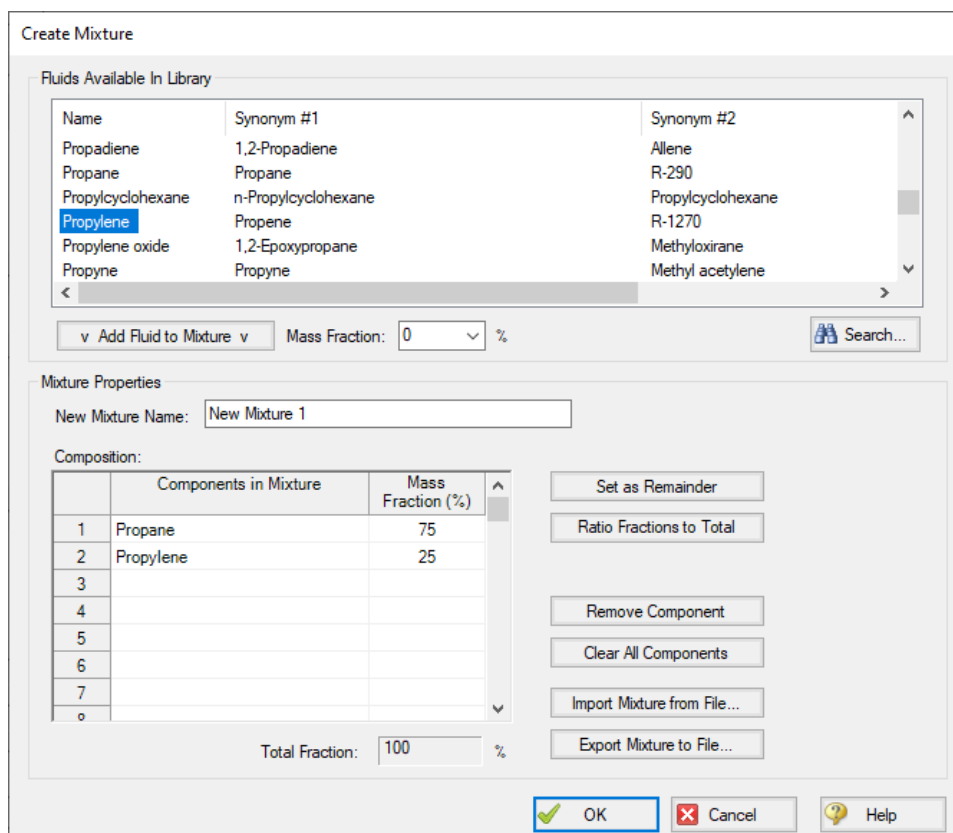 Create Mixture
Fluids Available In Library
Name Synonym #1 Synonym #2
Propadiene 1,2-Propadiene Allene
Propane Propane R-290
Propylcyclohexane n-Propylcyclohexane Propylcyclohexane
Propylene Propene R-1270
Propylene oxide 1,2-Epoxypropane Methyloxirane
Propyne Propyne Methyl acetylene
v Add Fluid to Mixture v Mass Fraction: 0 % Search...
Mixture Properties
New Mixture Name: New Mixture 1
Composition:
Components in Mixture Mass Fraction (%)
1 Propane 75
2 Propylene 25
3
4
5
6
7
8
Set as Remainder
Ratio Fractions to Total
Remove Component
Clear All Components
Import Mixture from File...
Export Mixture to File...
Total Fraction: 100 %
OK Cancel Help